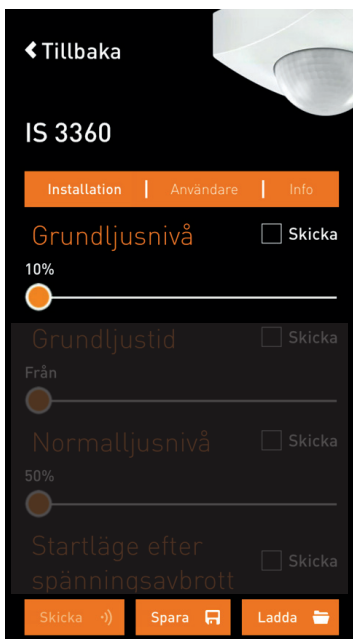 Tillbaka
IS 3360
Installation | Användare | Info
Grundljusnivå Skicka
10%
Grundljustid Skicka
Från
Normalljusnivå Skicka
50%
Startläge efter
spänningsavbrott Skicka
Skicka Spara Ladda